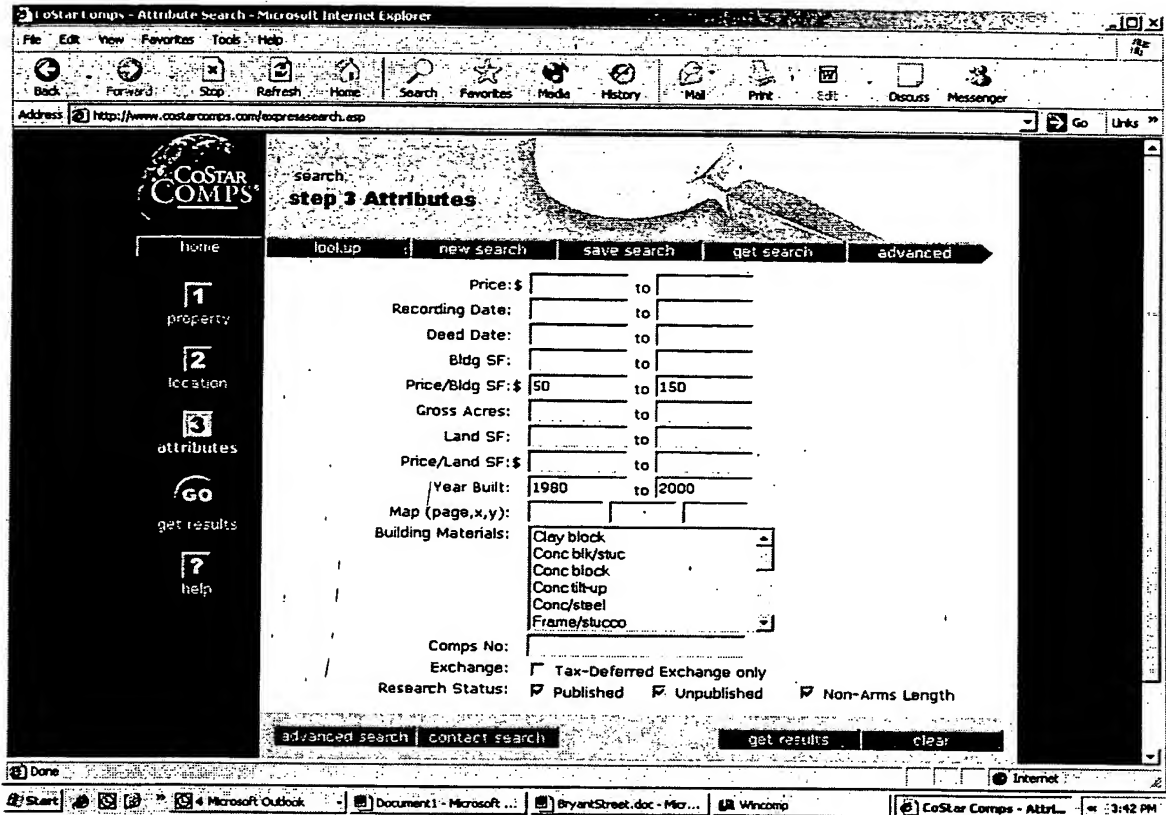 CoStar Comps - Attribute Search - Microsoft Internet Explorer
File Edit View Favorites Tools Help
Back Forward Stop Refresh Home Search Favorites Media History Mail Print Edit Discuss Messenger
Address http://www.costarcomps.com/expresssearch.asp Go Links »
COSTAR
COMPS®
search
step 3 Attributes
home lookup new search save search get search advanced
1
property
2
location
3
attributes
GO
get results
?
help
Price:$ to
Recording Date: to
Deed Date: to
Bldg SF: to
Price/Bldg SF:$ 50 to 150
Gross Acres: to
Land SF: to
Price/Land SF:$ to
Year Built: 1980 to 2000
Map (page,x,y):
Building Materials: Clay block
Conc blk/stuc
Conc block
Conc tilt-up
Conc/steel
Frame/stucco
Comps No:
Exchange: Tax-Deferred Exchange only
Research Status: Published Unpublished Non-Arms Length
advanced search contact search get results clear
Done Internet
Start » 4 Microsoft Outlook Document1 - Microsoft ... BryantStreet.doc - Micr... Wincomp CoStar Comps - Attri... « 3:42 PM